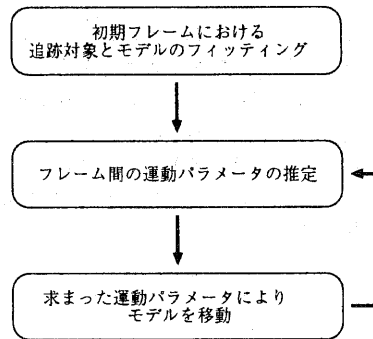 初期フレームにおける
追跡対象とモデルのフィッティング
フレーム間の運動パラメータの推定
求まった運動パラメータにより
モデルを移動